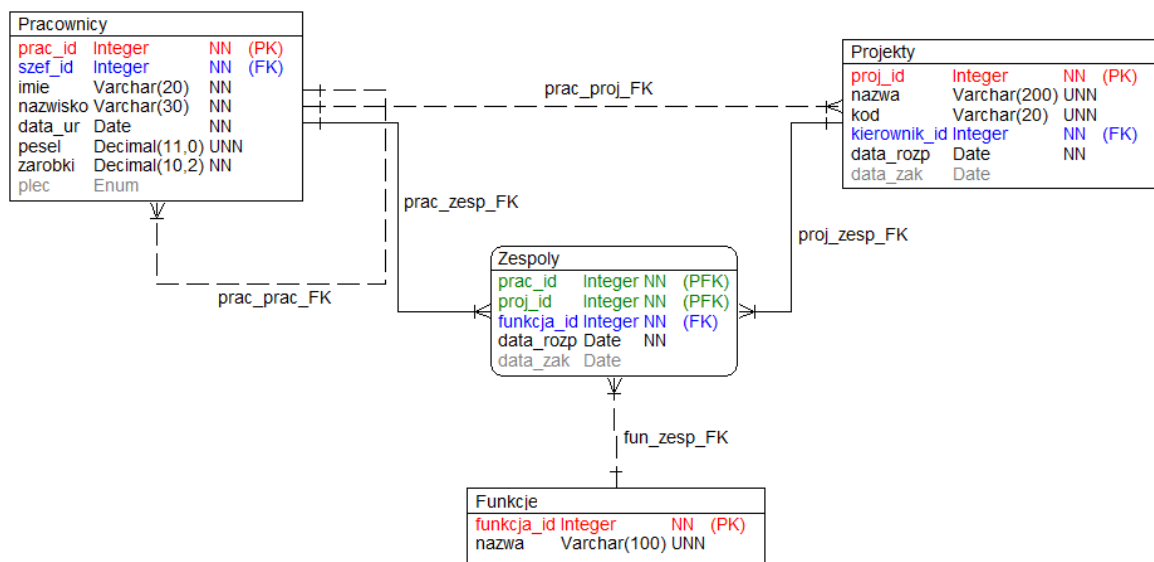 Pracownicy
prac_id Integer NN (PK)
szef_id Integer NN (FK)
imie Varchar(20) NN
nazwisko Varchar(30) NN
data_ur Date NN
pesel Decimal(11,0) UNN
zarobki Decimal(10,2) NN
plec Enum
prac_proj_FK
Projekty
proj_id Integer NN (PK)
nazwa Varchar(200) UNN
kod Varchar(20) UNN
kierownik_id Integer NN (FK)
data_rozp Date NN
data_zak Date
prac_zesp_FK
proj_zesp_FK
prac_prac_FK
Zespoly
prac_id Integer NN (PFK)
proj_id Integer NN (PFK)
funkcja_id Integer NN (FK)
data_rozp Date NN
data_zak Date
fun_zesp_FK
Funkcje
funkcja_id Integer NN (PK)
nazwa Varchar(100) UNN